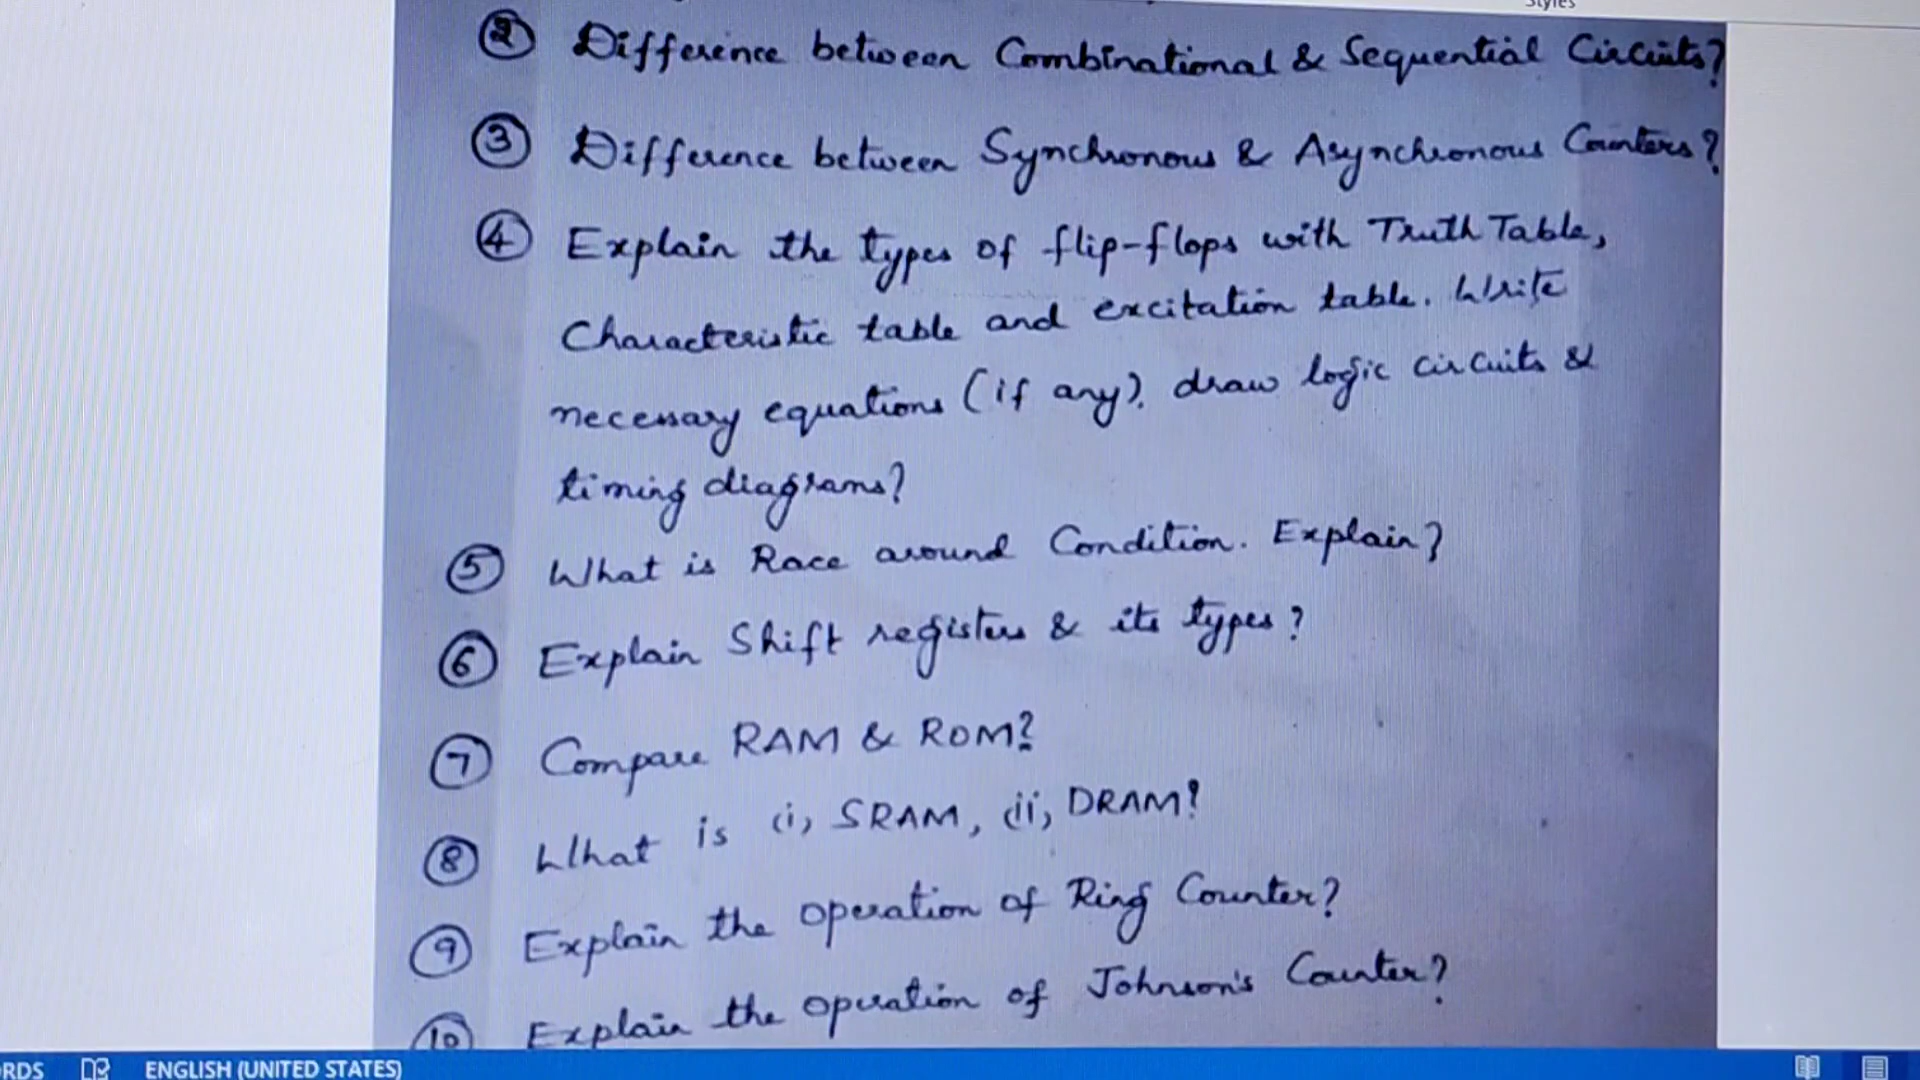 Styles
② Difference between Combinational & Sequential Circuits?
③ Difference between Synchronous & Asynchronous Counters?
④ Explain the types of flip-flops with Truth Table,
Characteristic table and excitation table. Write
necessary equations (if any). draw logic circuits &
timing diagrams?
⑤ What is Race around Condition. Explain?
⑥ Explain Shift registers & its types?
⑦ Compare RAM & ROM?
⑧ What is (i), SRAM, (ii), DRAM?
⑨ Explain the operation of Ring Counter?
⑩ Explain the operation of Johnson's Counter?
RDS ENGLISH (UNITED STATES)